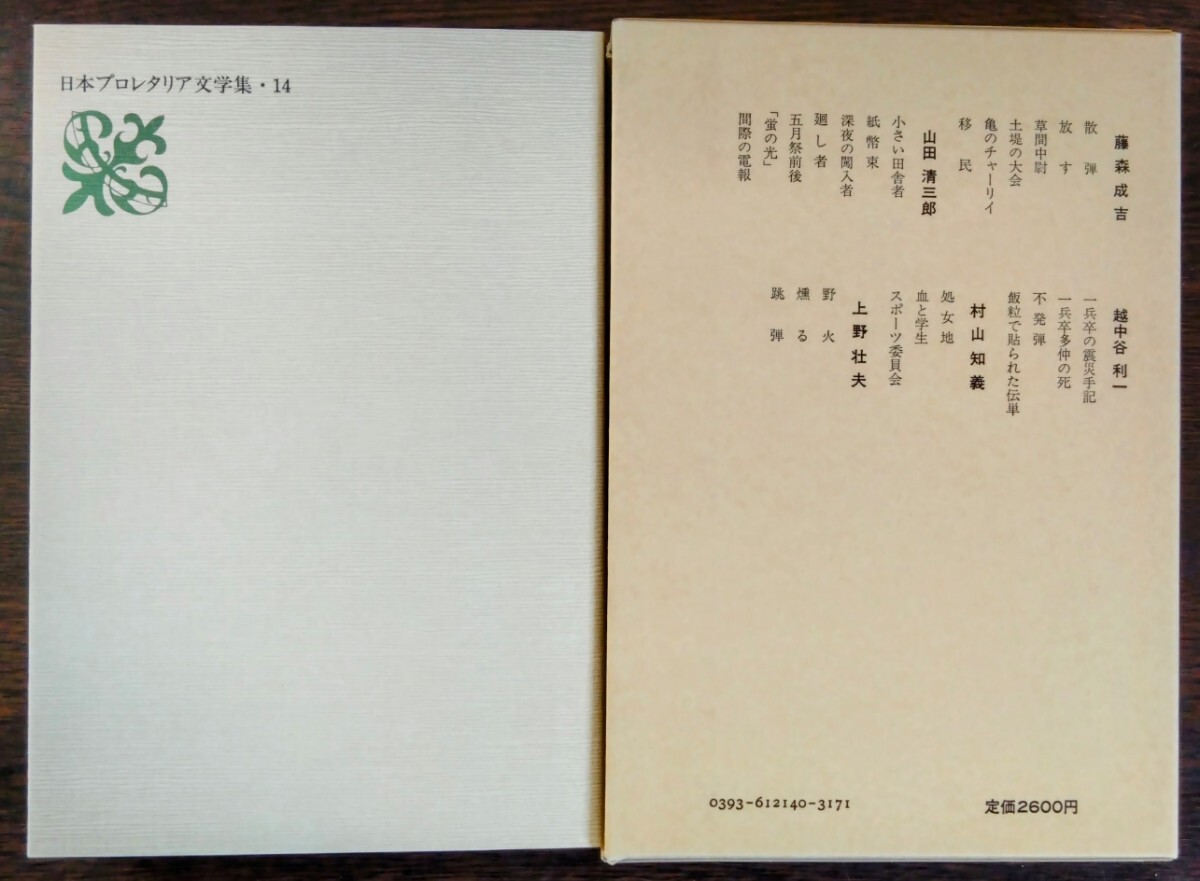 日本プロレタリア文学集・14
藤森成吉
散弾
放す
草間中尉
土堤の大会
亀のチャーリイ
移民
山田清三郎
小さい田舎者
紙幣束
深夜の闖入者
廻し者
五月祭前後
「蛍の光」
間際の電報
越中谷利一
一兵卒の震災手記
一兵卒多仲の死
不発弾
飯粒で貼られた伝単
村山知義
処女地
血と学生
スポーツ委員会
上野壮夫
野火
燻る
跳弾
0393-612140-3171
定価2600円